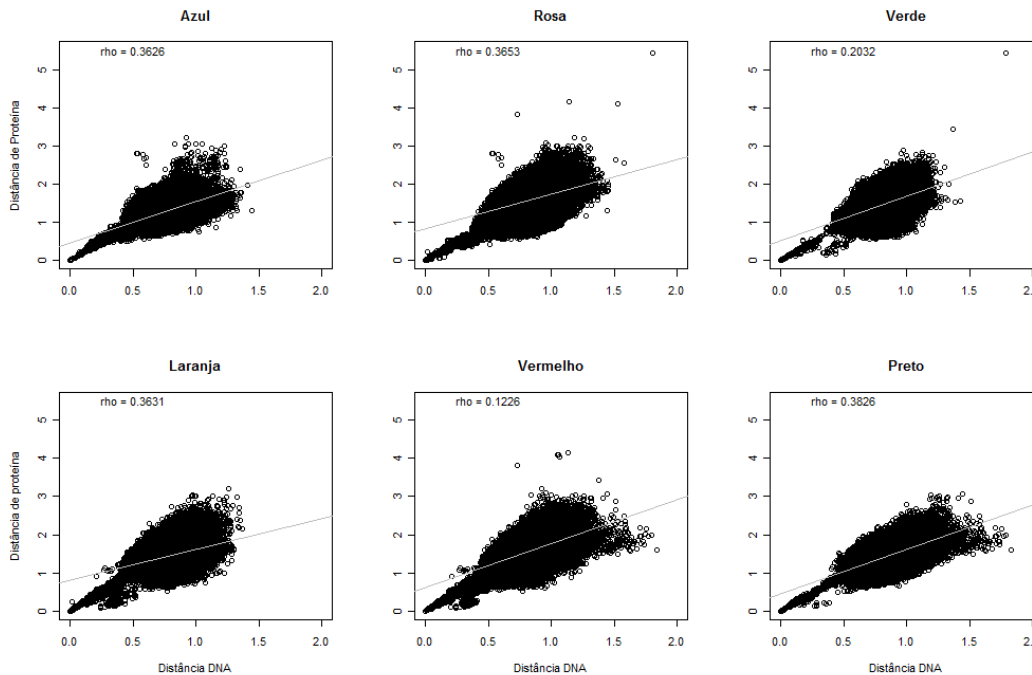 Azul
Rosa
Verde
rho = 0.3626
rho = 0.3653
rho = 0.2032
Distância de Proteína
5
4
3
2
1
0
5
4
3
2
1
0
5
4
3
2
1
0
0.0 0.5 1.0 1.5 2.0
0.0 0.5 1.0 1.5 2.0
0.0 0.5 1.0 1.5 2.
Laranja
Vermelho
Preto
rho = 0.3631
rho = 0.1226
rho = 0.3826
Distância de proteína
5
4
3
2
1
0
5
4
3
2
1
0
5
4
3
2
1
0
0.0 0.5 1.0 1.5 2.0
0.0 0.5 1.0 1.5 2.0
0.0 0.5 1.0 1.5 2.
Distância DNA
Distância DNA
Distância DNA